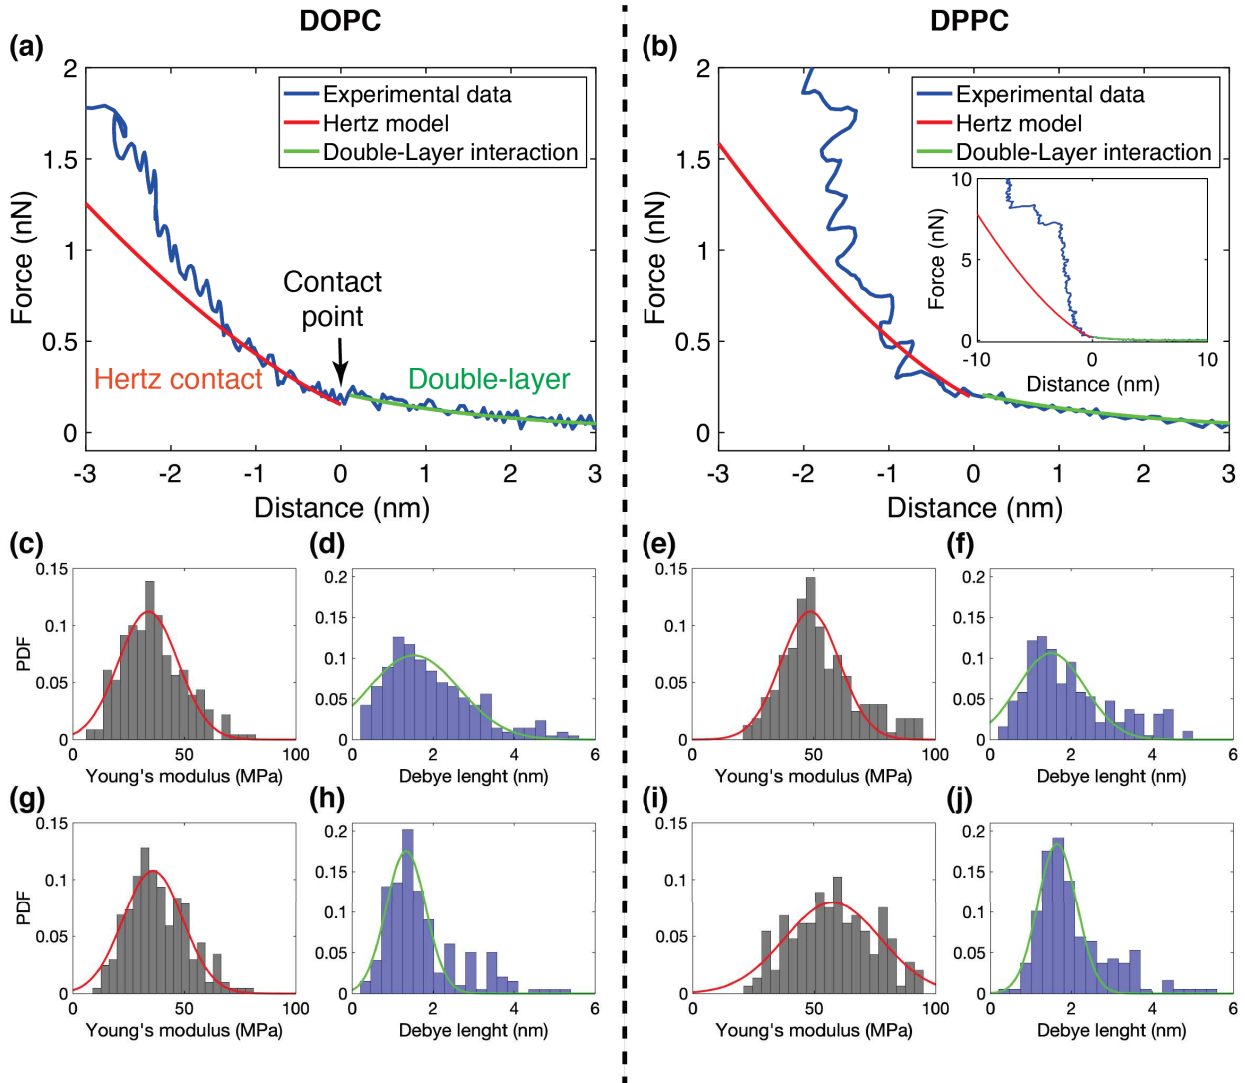 DOPC
DPPC
(a)
(b)
2
1.5
1
0.5
0
Force (nN)
-3 -2 -1 0 1 2 3
Distance (nm)
Experimental data
Hertz model
Double-Layer interaction
Contact
point
Hertz contact
Double-layer
2
1.5
1
0.5
0
Force (nN)
-3 -2 -1 0 1 2 3
Distance (nm)
Experimental data
Hertz model
Double-Layer interaction
10
5
0
Force (nN)
-10 0 10
Distance (nm)
(c)
(d)
(e)
(f)
0.15
0.1
0.05
0
PDF
0 50 100
Young's modulus (MPa)
0.2
0.15
0.1
0.05
0
0 2 4 6
Debye lenght (nm)
0.15
0.1
0.05
0
0 50 100
Young's modulus (MPa)
0.2
0.15
0.1
0.05
0
0 2 4 6
Debye lenght (nm)
(g)
(h)
(i)
(j)
0.15
0.1
0.05
0
PDF
0 50 100
Young's modulus (MPa)
0.2
0.15
0.1
0.05
0
0 2 4 6
Debye lenght (nm)
0.15
0.1
0.05
0
0 50 100
Young's modulus (MPa)
0.2
0.15
0.1
0.05
0
0 2 4 6
Debye lenght (nm)